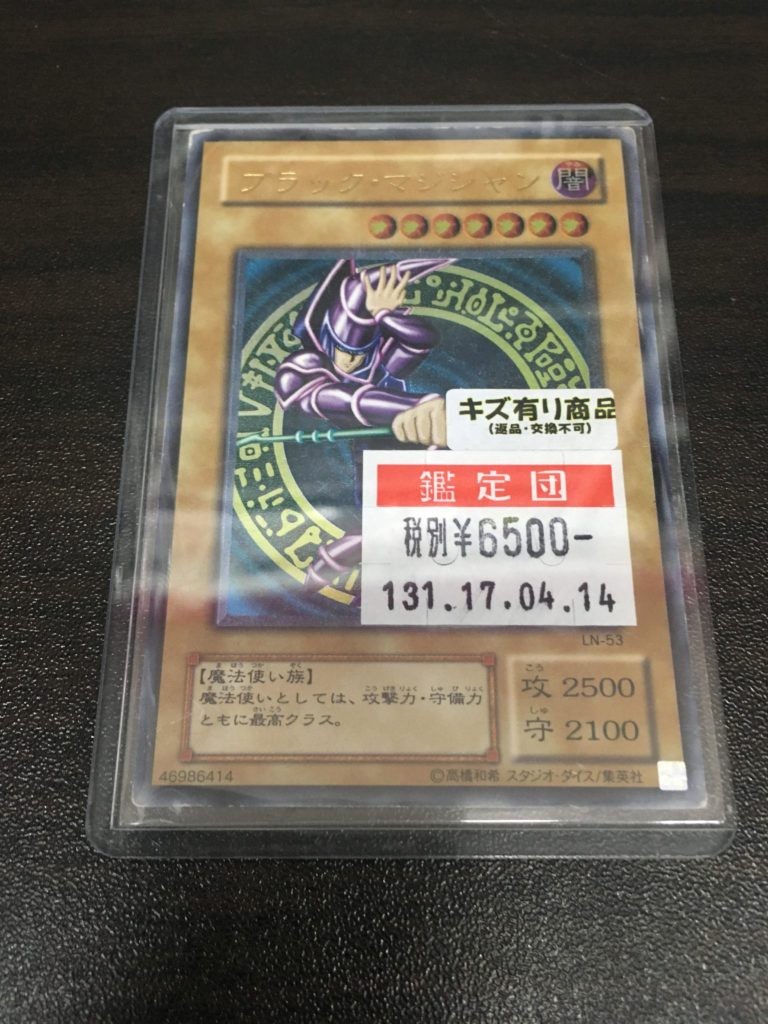 ブラック・マジシャン
闇
キズ有り商品
(返品・交換不可)
鑑定団
税別¥6500-
131.17.04.14
LN-53
【魔法使い族】
魔法使いとしては、攻撃力・守備力
ともに最高クラス。
攻 2500
守 2100
46986414
©高橋和希 スタジオ・ダイス/集英社